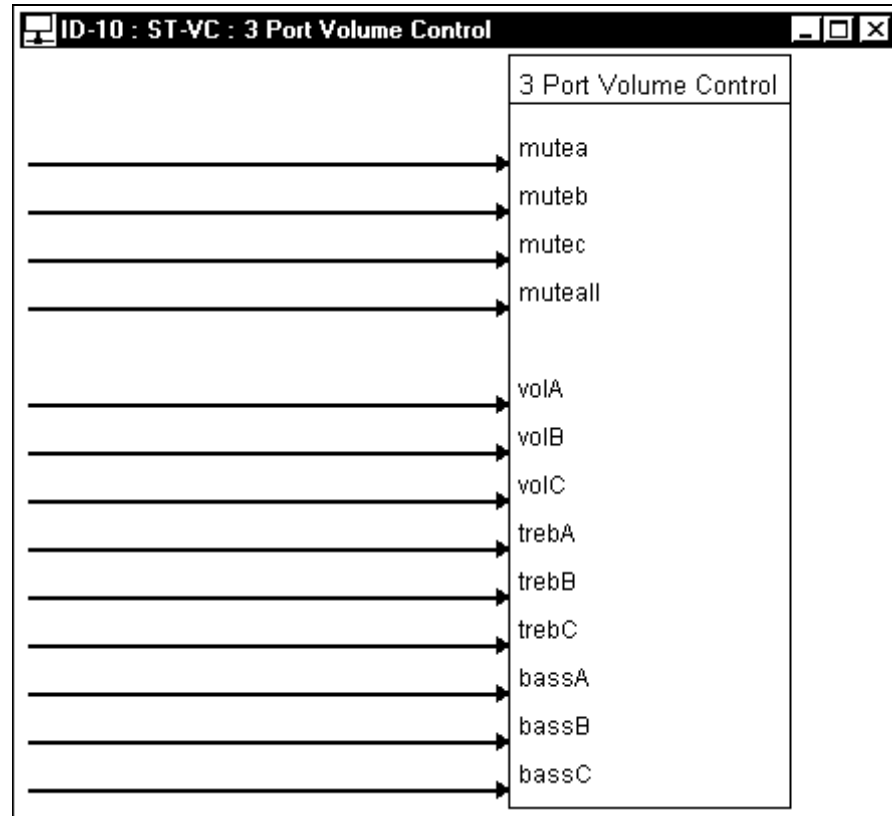 ID-10 : ST-VC : 3 Port Volume Control
3 Port Volume Control
mutea
muteb
mutec
muteall
volA
volB
volC
trebA
trebB
trebC
bassA
bassB
bassC